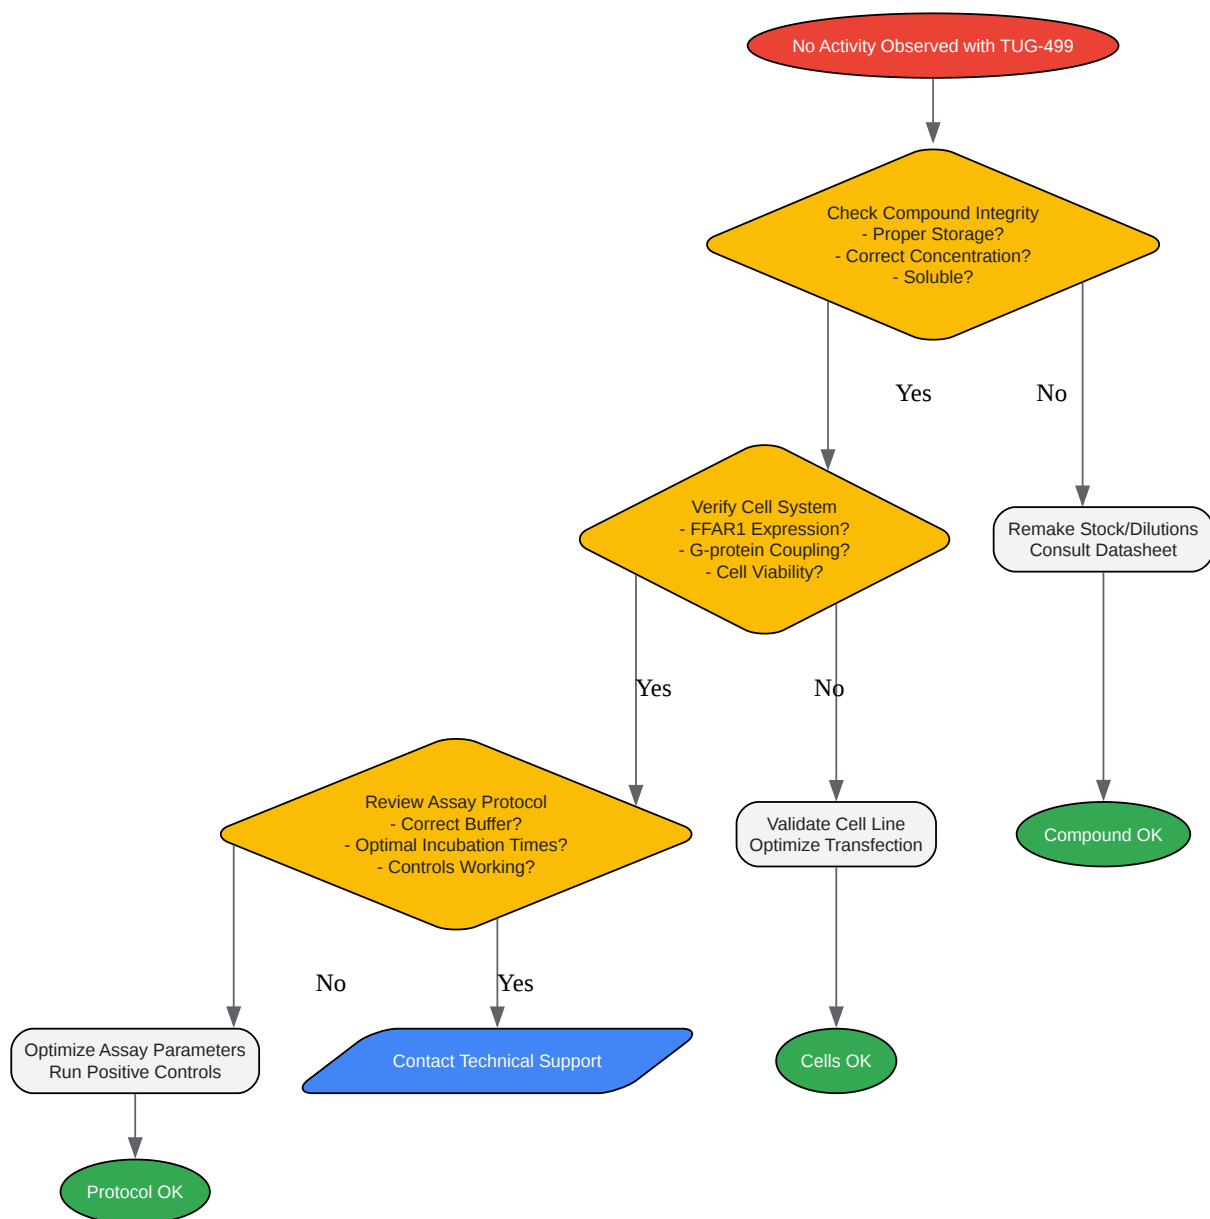 No Activity Observed with TUG-499
Check Compound Integrity
- Proper Storage?
- Correct Concentration?
- Soluble?
Yes
No
Verify Cell System
- FFAR1 Expression?
- G-protein Coupling?
- Cell Viability?
Remake Stock/Dilutions
Consult Datasheet
Yes
No
Review Assay Protocol
- Correct Buffer?
- Optimal Incubation Times?
- Controls Working?
Validate Cell Line
Optimize Transfection
Compound OK
No
Yes
Optimize Assay Parameters
Run Positive Controls
Contact Technical Support
Cells OK
Protocol OK